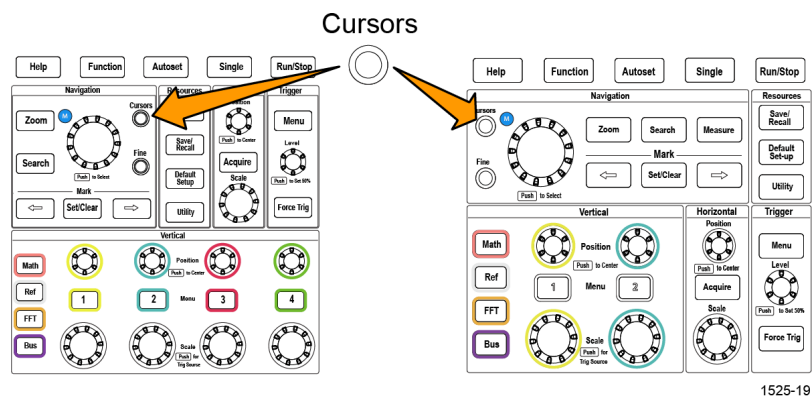 Cursors
Help Function Autoset Single Run/Stop
Navigation Resources Trigger
Cursors Position
Zoom M Menu
Push to Center
Save/
Recall Level
Search Fine Acquire
Push to Select Default
Setup Scale Push to Set 50%
Mark
Set/Clear Utility Force Trig
Vertical
Math Position
Push to Center
Ref 1 2 Menu 3 4
FFT
Bus Scale
Push for
Trig Source
Help Function Autoset Single Run/Stop
Navigation Resources
M Save/
Recall
Zoom Search Measure
Fine Mark Default
Set-up
Set/Clear
Push to Select Utility
Vertical Horizontal Trigger
Position
Math Position Menu
Push to Center Push to Center Level
Ref 1 Menu 2 Acquire
FFT Scale Push to Set 50%
Bus Scale Force Trig
Push for
Trig Source
1525-19